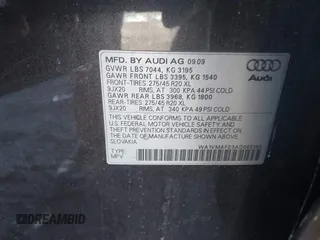 MFD. BY AUDI AG 09 09
GVWR LBS 7044, KG 3195
GAWR FRONT LBS 3395, KG 1540
FRONT-TIRES: 275/45 R20 XL
9JX20 RIMS, AT 300 KPA 44 PSI COLD
GAWR REAR LBS 3968, KG 1800
REAR-TIRES: 275/45 R20 XL
9JX20 RIMS, AT 340 KPA 49 PSI COLD
THIS VEHICLE CONFORMS TO ALL APPLICABLE
U.S. FEDERAL MOTOR VEHICLE SAFETY
STANDARDS IN EFFECT ON THE
DATE OF MANUFACTURE SHOWN ABOVE.
SLOVAKIA
TYPE:
MPV
Audi
DREAMBID